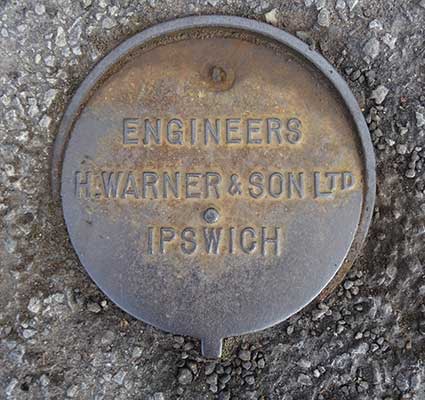 ENGINEERS
H. WARNER & SON LTD
IPSWICH